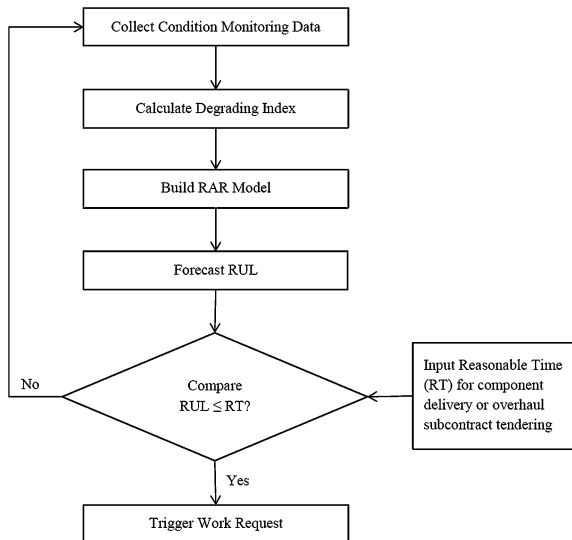 Collect Condition Monitoring Data
Calculate Degrading Index
Build RAR Model
Forecast RUL
No
Compare
RUL ≤ RT?
Input Reasonable Time
(RT) for component
delivery or overhaul
subcontract tendering
Yes
Trigger Work Request